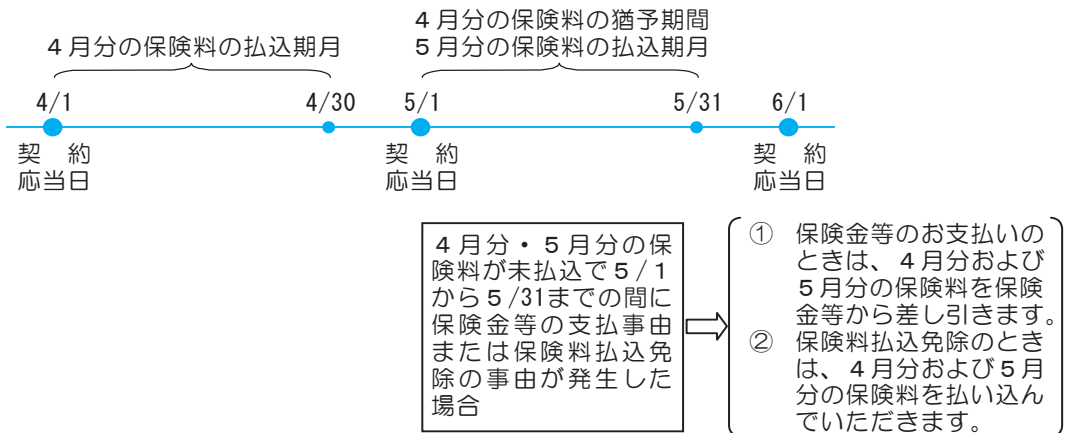 ４月分の保険料の猶予期間
４月分の保険料の払込期月
５月分の保険料の払込期月
4/1
4/30
5/1
5/31
6/1
契　約
応当日
契　約
応当日
契　約
応当日
４月分・５月分の保
険料が未払込で５/１
から５/31までの間に
保険金等の支払事由
または保険料払込免
除の事由が発生した
場合
①　保険金等のお支払いの
ときは、４月分および
５月分の保険料を保険
金等から差し引きます。
②　保険料払込免除のとき
は、４月分および５月
分の保険料を払い込ん
でいただきます。